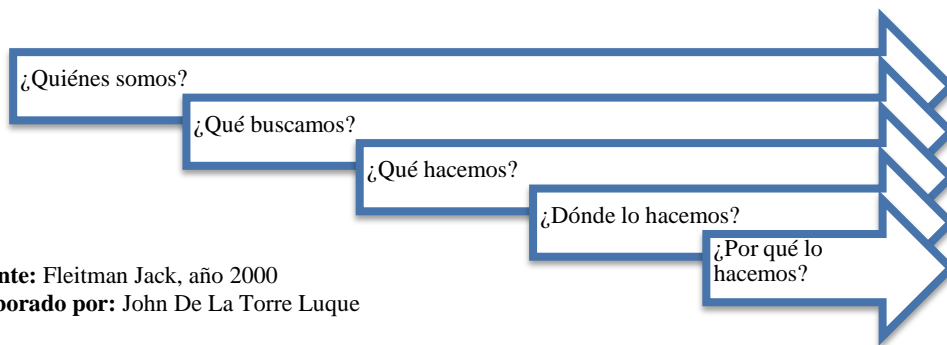 ¿Quiénes somos?
¿Qué buscamos?
¿Qué hacemos?
¿Dónde lo hacemos?
¿Por qué lo
hacemos?
nte: Fleitman Jack, año 2000
porado por: John De La Torre Luque